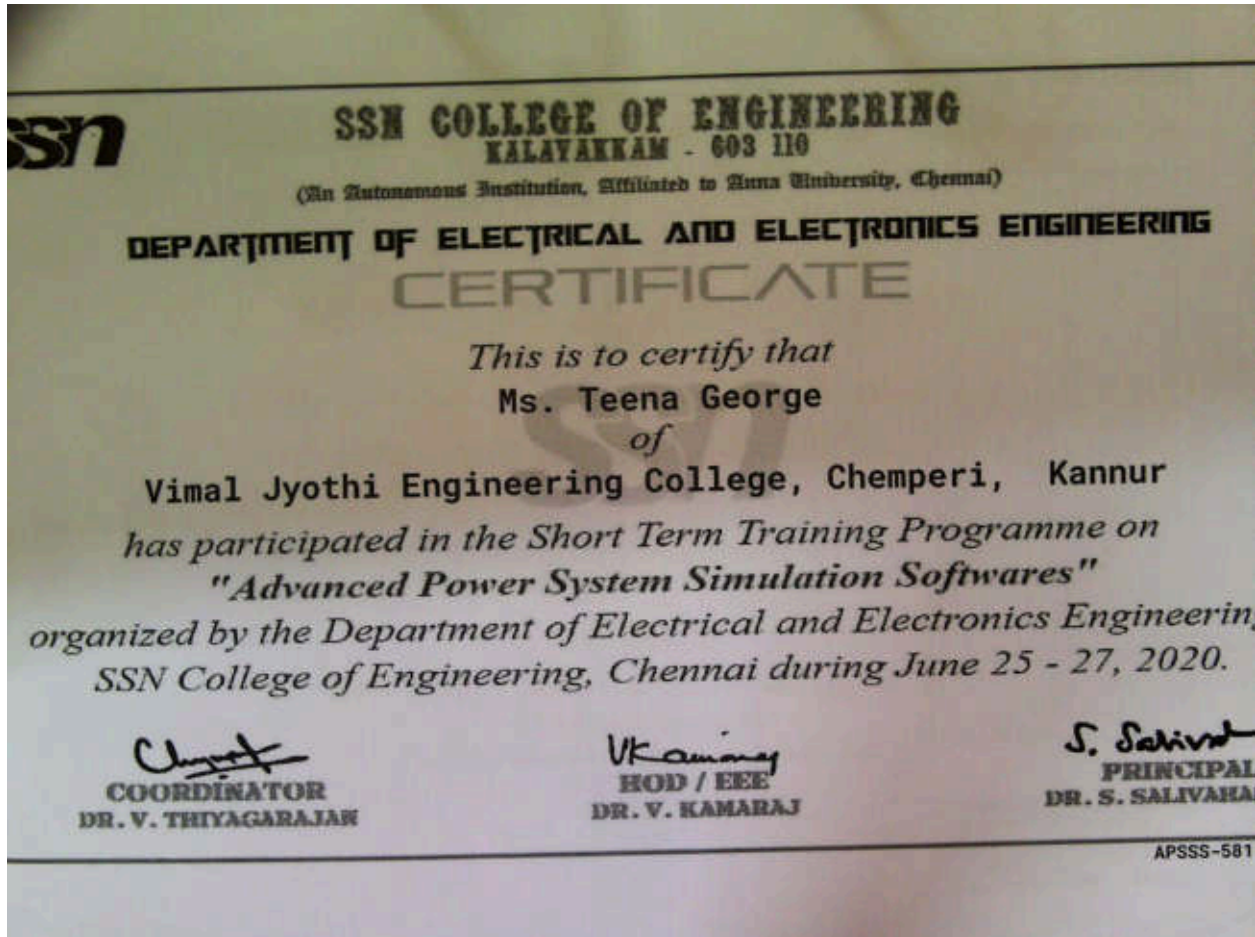 ssn
SSN COLLEGE OF ENGINEERING
KALAVAKKAM - 603 110
(An Autonomous Institution, Affiliated to Anna University, Chennai)
DEPARTMENT OF ELECTRICAL AND ELECTRONICS ENGINEERING
CERTIFICATE
This is to certify that
Ms. Teena George
of
Vimal Jyothi Engineering College, Chemperi, Kannur
has participated in the Short Term Training Programme on
"Advanced Power System Simulation Softwares"
organized by the Department of Electrical and Electronics Engineering
SSN College of Engineering, Chennai during June 25 - 27, 2020.
VKamaraj S. Saliva
COORDINATOR HOD / EEE PRINCIPAL
DR. V. THIYAGARAJAN DR. V. KAMARAJ DR. S. SALIVAHA
APSSS-581